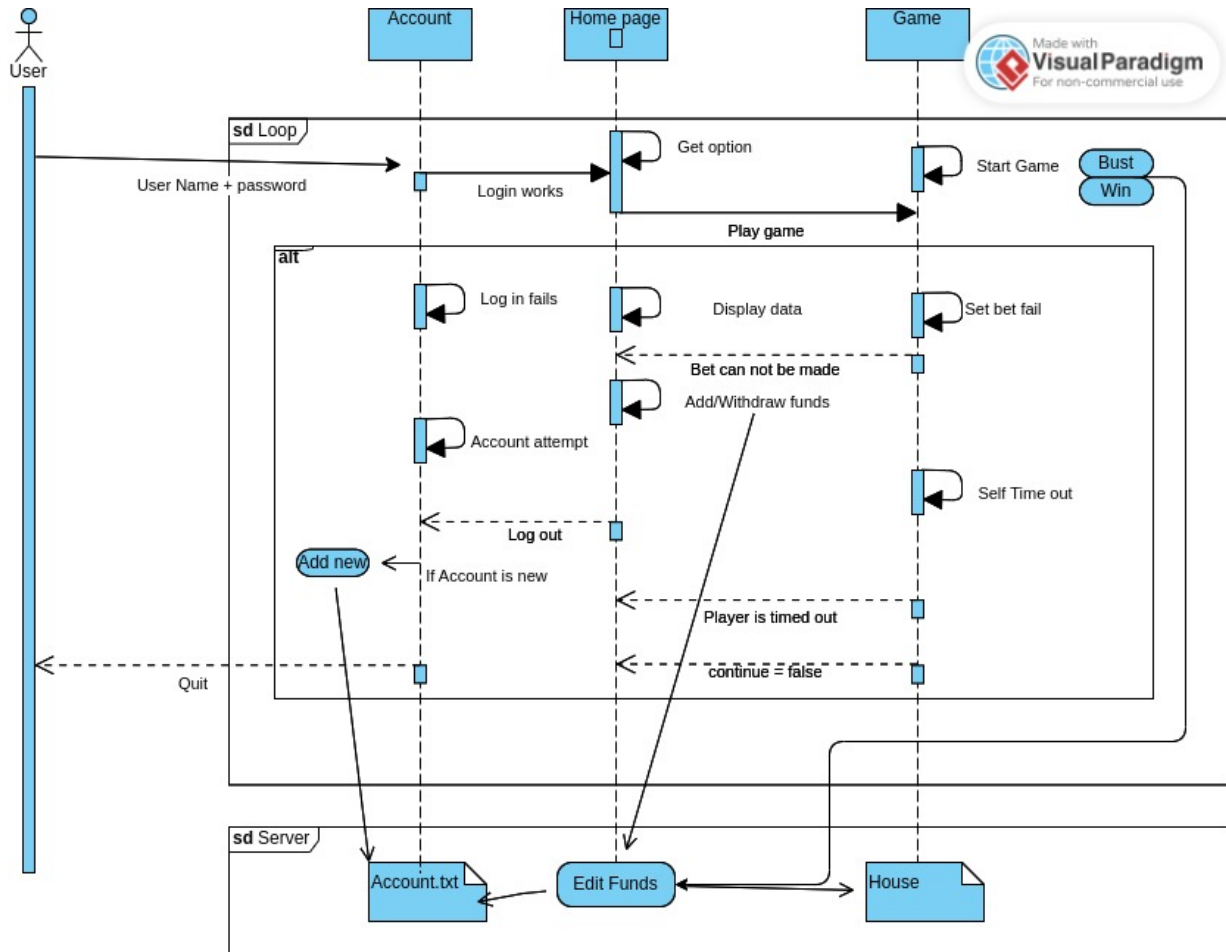 Account
Home page
Game
Made with
Visual Paradigm
For non-commercial use
User
sd Loop
Get option
Start Game
Bust
Win
User Name + password
Login works
Play game
alt
Log in fails
Display data
Set bet fail
Bet can not be made
Add/Withdraw funds
Account attempt
Self Time out
Log out
Add new
If Account is new
Player is timed out
continue = false
Quit
sd Server
Account.txt
Edit Funds
House